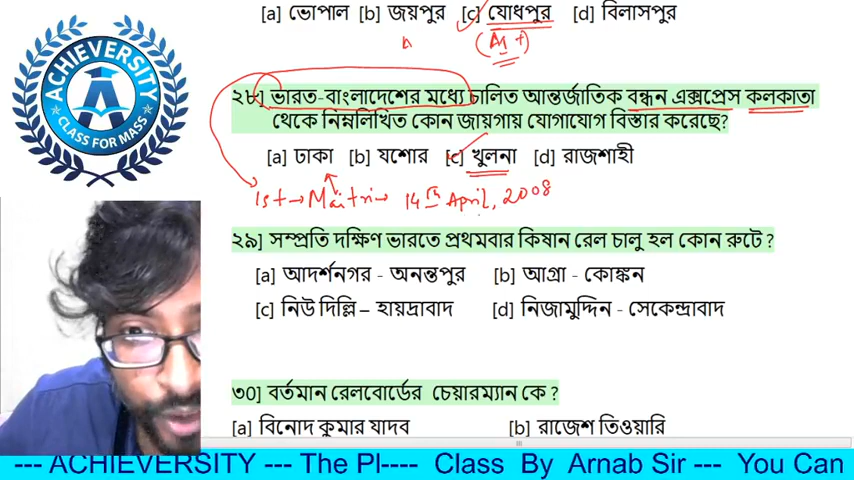 [a] ভোপাল [b] জয়পুর [c] যোধপুর [d] বিলাসপুর
(A1 +)
ACHIEVERSITY
CLASS FOR MASS
২৮] ভারত-বাংলাদেশের মধ্যে চালিত আন্তর্জাতিক বন্ধন এক্সপ্রেস কলকাতা
থেকে নিম্নলিখিত কোন জায়গায় যোগাযোগ বিস্তার করেছে?
[a] ঢাকা [b] যশোর [c] খুলনা [d] রাজশাহী
1st → Maitri → 14th April, 2008
২৯] সম্প্রতি দক্ষিণ ভারতে প্রথমবার কিষান রেল চালু হল কোন রুটে ?
[a] আদর্শনগর - অনন্তপুর [b] আগ্রা - কোঙ্কন
[c] নিউ দিল্লি – হায়দ্রাবাদ [d] নিজামুদ্দিন - সেকেন্দ্রাবাদ
৩0] বর্তমান রেলবোর্ডের চেয়ারম্যান কে ?
[a] বিনোদ কুমার যাদব [b] রাজেশ তিওয়ারি
--- ACHIEVERSITY --- The Pl---- Class By Arnab Sir --- You Can